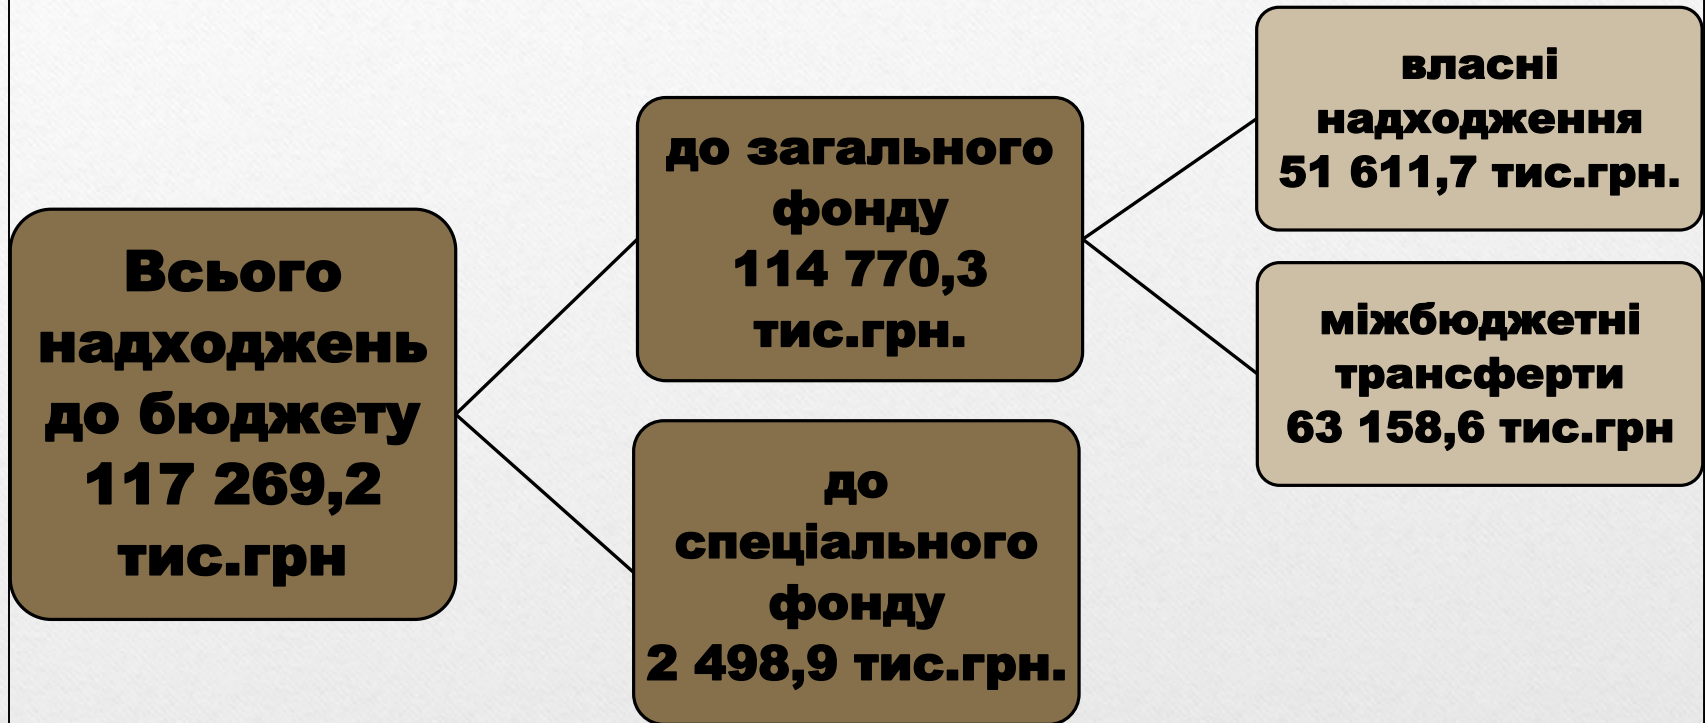 Всього
надходжень
до бюджету
117 269,2
тис.грн
до загального
фонду
114 770,3
тис.грн.
до
спеціального
фонду
2 498,9 тис.грн.
власні
надходження
51 611,7 тис.грн.
міжбюджетні
трансферти
63 158,6 тис.грн